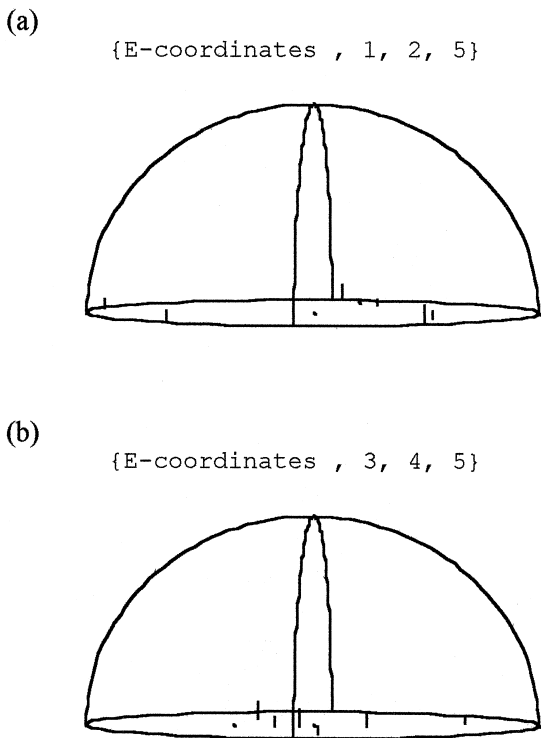 (a)
{E-coordinates , 1, 2, 5}
(b)
{E-coordinates , 3, 4, 5}